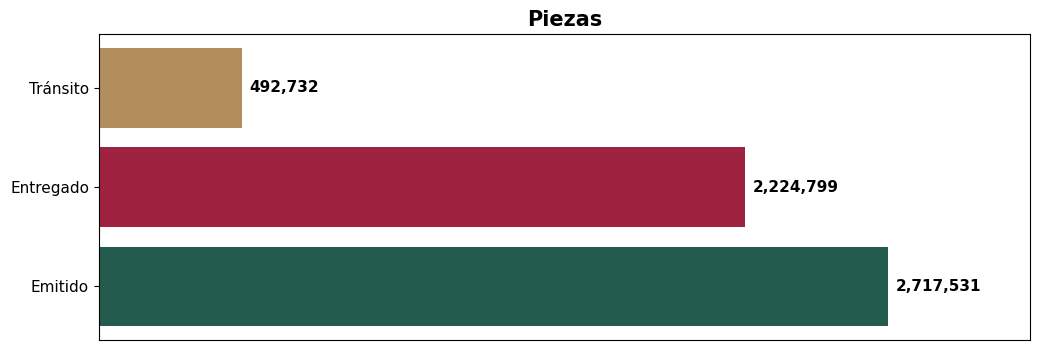 Piezas
Tránsito 492,732
Entregado 2,224,799
Emitido 2,717,531